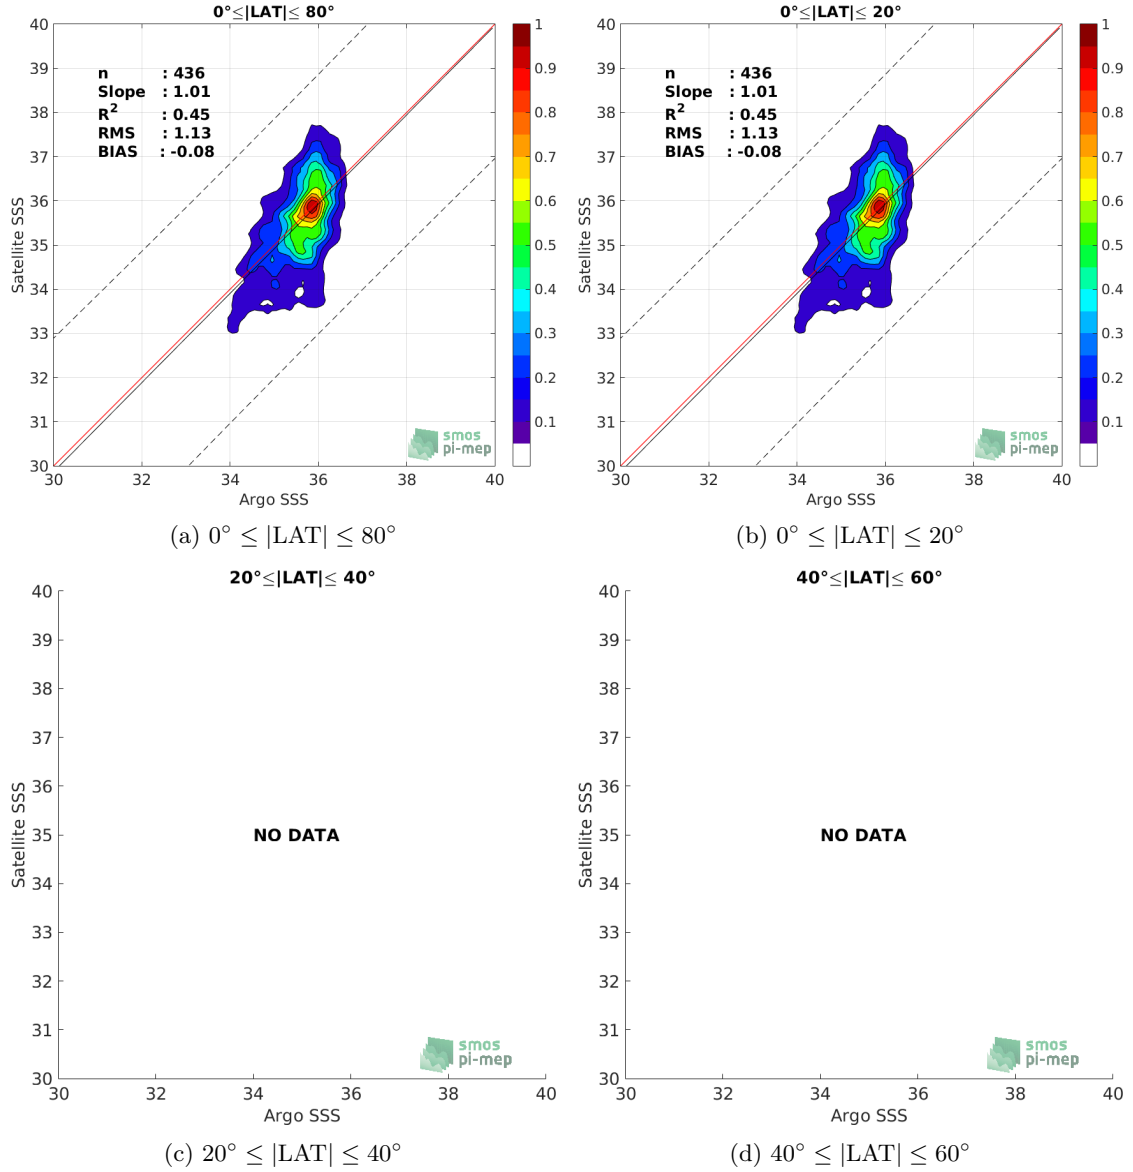 0°≤|LAT|≤ 80°
40
39
38
37
36
35
34
33
32
31
30
Satellite SSS
n : 436
Slope : 1.01
R² : 0.45
RMS : 1.13
BIAS : -0.08
1
0.9
0.8
0.7
0.6
0.5
0.4
0.3
0.2
0.1
smos
pi-mep
30 32 34 36 38 40
Argo SSS
(a) 0° ≤ |LAT| ≤ 80°
0°≤|LAT|≤ 20°
40
39
38
37
36
35
34
33
32
31
30
Satellite SSS
n : 436
Slope : 1.01
R² : 0.45
RMS : 1.13
BIAS : -0.08
1
0.9
0.8
0.7
0.6
0.5
0.4
0.3
0.2
0.1
smos
pi-mep
30 32 34 36 38 40
Argo SSS
(b) 0° ≤ |LAT| ≤ 20°
20°≤|LAT|≤ 40°
40
39
38
37
36
35
34
33
32
31
30
Satellite SSS
NO DATA
smos
pi-mep
30 32 34 36 38 40
Argo SSS
(c) 20° ≤ |LAT| ≤ 40°
40°≤|LAT|≤ 60°
40
39
38
37
36
35
34
33
32
31
30
Satellite SSS
NO DATA
smos
pi-mep
30 32 34 36 38 40
Argo SSS
(d) 40° ≤ |LAT| ≤ 60°